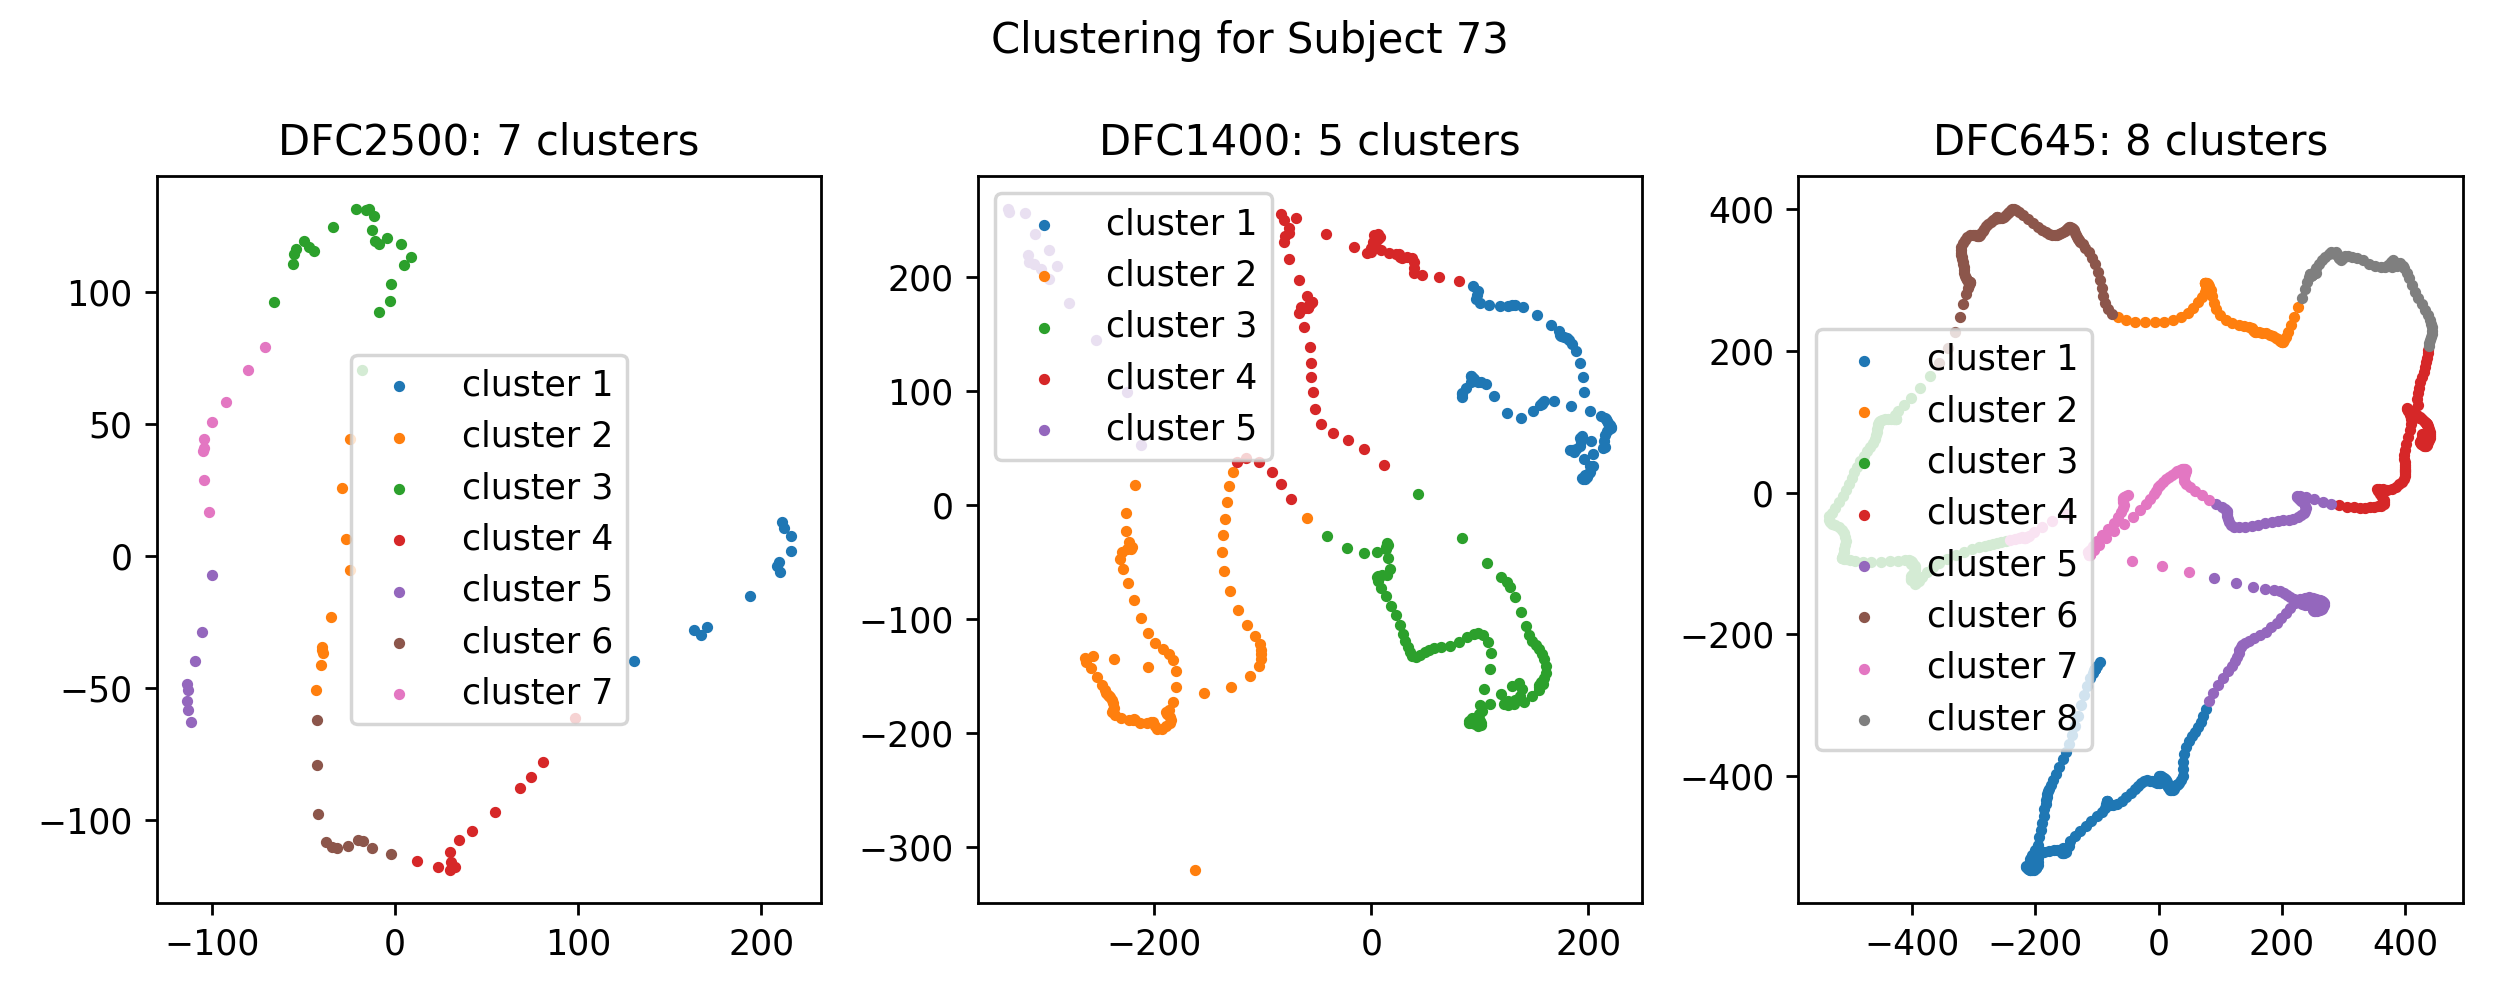 Clustering for Subject 73
DFC2500: 7 clusters
100
50
0
−50
−100
−100
0
100
200
cluster 1
cluster 2
cluster 3
cluster 4
cluster 5
cluster 6
cluster 7
DFC1400: 5 clusters
200
100
0
−100
−200
−300
−200
0
200
cluster 1
cluster 2
cluster 3
cluster 4
cluster 5
DFC645: 8 clusters
400
200
0
−200
−400
−400
−200
0
200
400
cluster 1
cluster 2
cluster 3
cluster 4
cluster 5
cluster 6
cluster 7
cluster 8